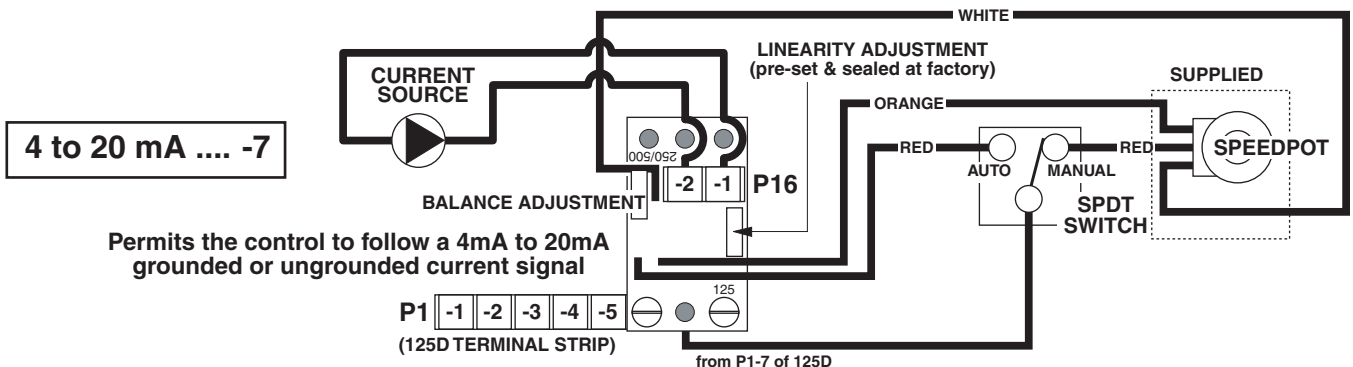 WHITE
LINEARITY ADJUSTMENT
(pre-set & sealed at factory)
CURRENT
SOURCE
SUPPLIED
ORANGE
4 to 20 mA .... -7
250/500
RED
RED
SPEEDPOT
AUTO
MANUAL
-2
-1
P16
BALANCE ADJUSTMENT
SPDT
SWITCH
Permits the control to follow a 4mA to 20mA
grounded or ungrounded current signal
125
P1
-1
-2
-3
-4
-5
(125D TERMINAL STRIP)
from P1-7 of 125D